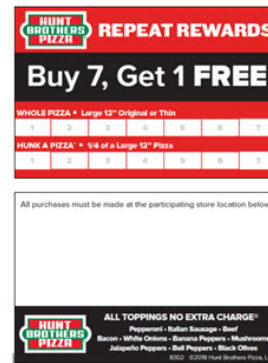 HUNT
BROTHERS
PIZZA
REPEAT REWARDS
Buy 7, Get 1 FREE
WHOLE PIZZA • Large 12" Original or Thin
1 2 3 4 5 6 7
HUNK A PIZZA® • 1/4 of a Large 12" Pizza
1 2 3 4 5 6 7
All purchases must be made at the participating store location below
HUNT
BROTHERS
PIZZA
ALL TOPPINGS NO EXTRA CHARGE®
Pepperoni • Italian Sausage • Beef
Bacon • White Onions • Banana Peppers • Mushrooms
Jalapeño Peppers • Bell Peppers • Black Olives
8302 ©2018 Hunt Brothers Pizza, L